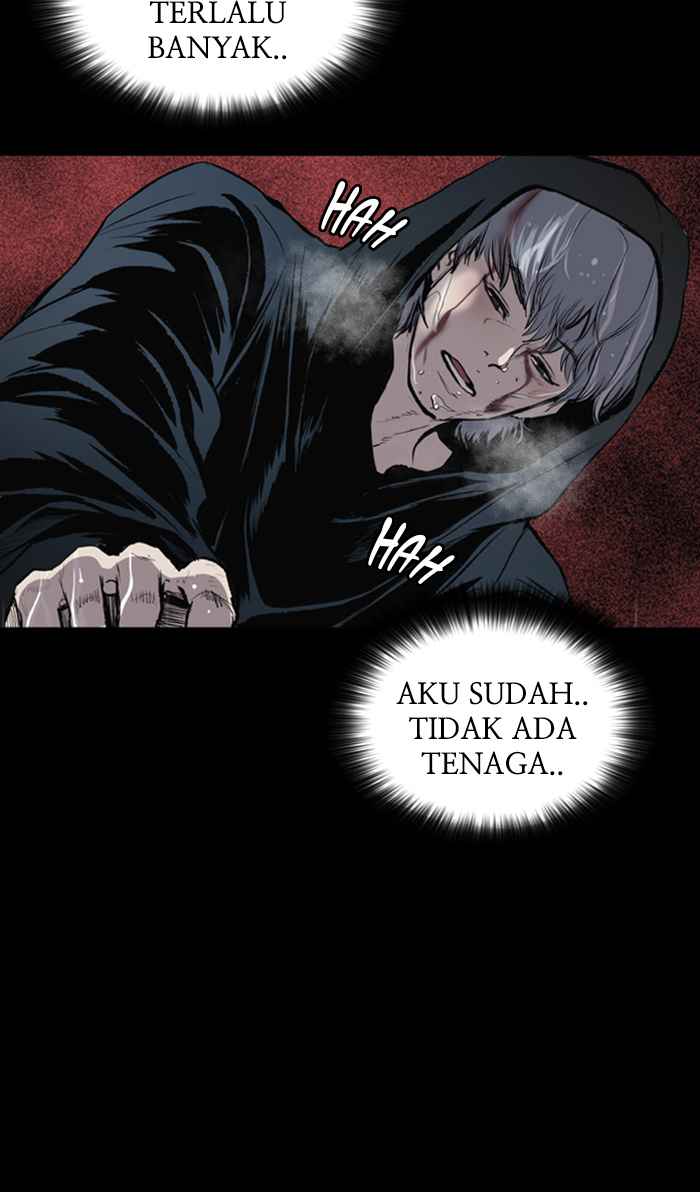 TERLALU
BANYAK..
HAH
HAH
AKU SUDAH..
TIDAK ADA
TENAGA..